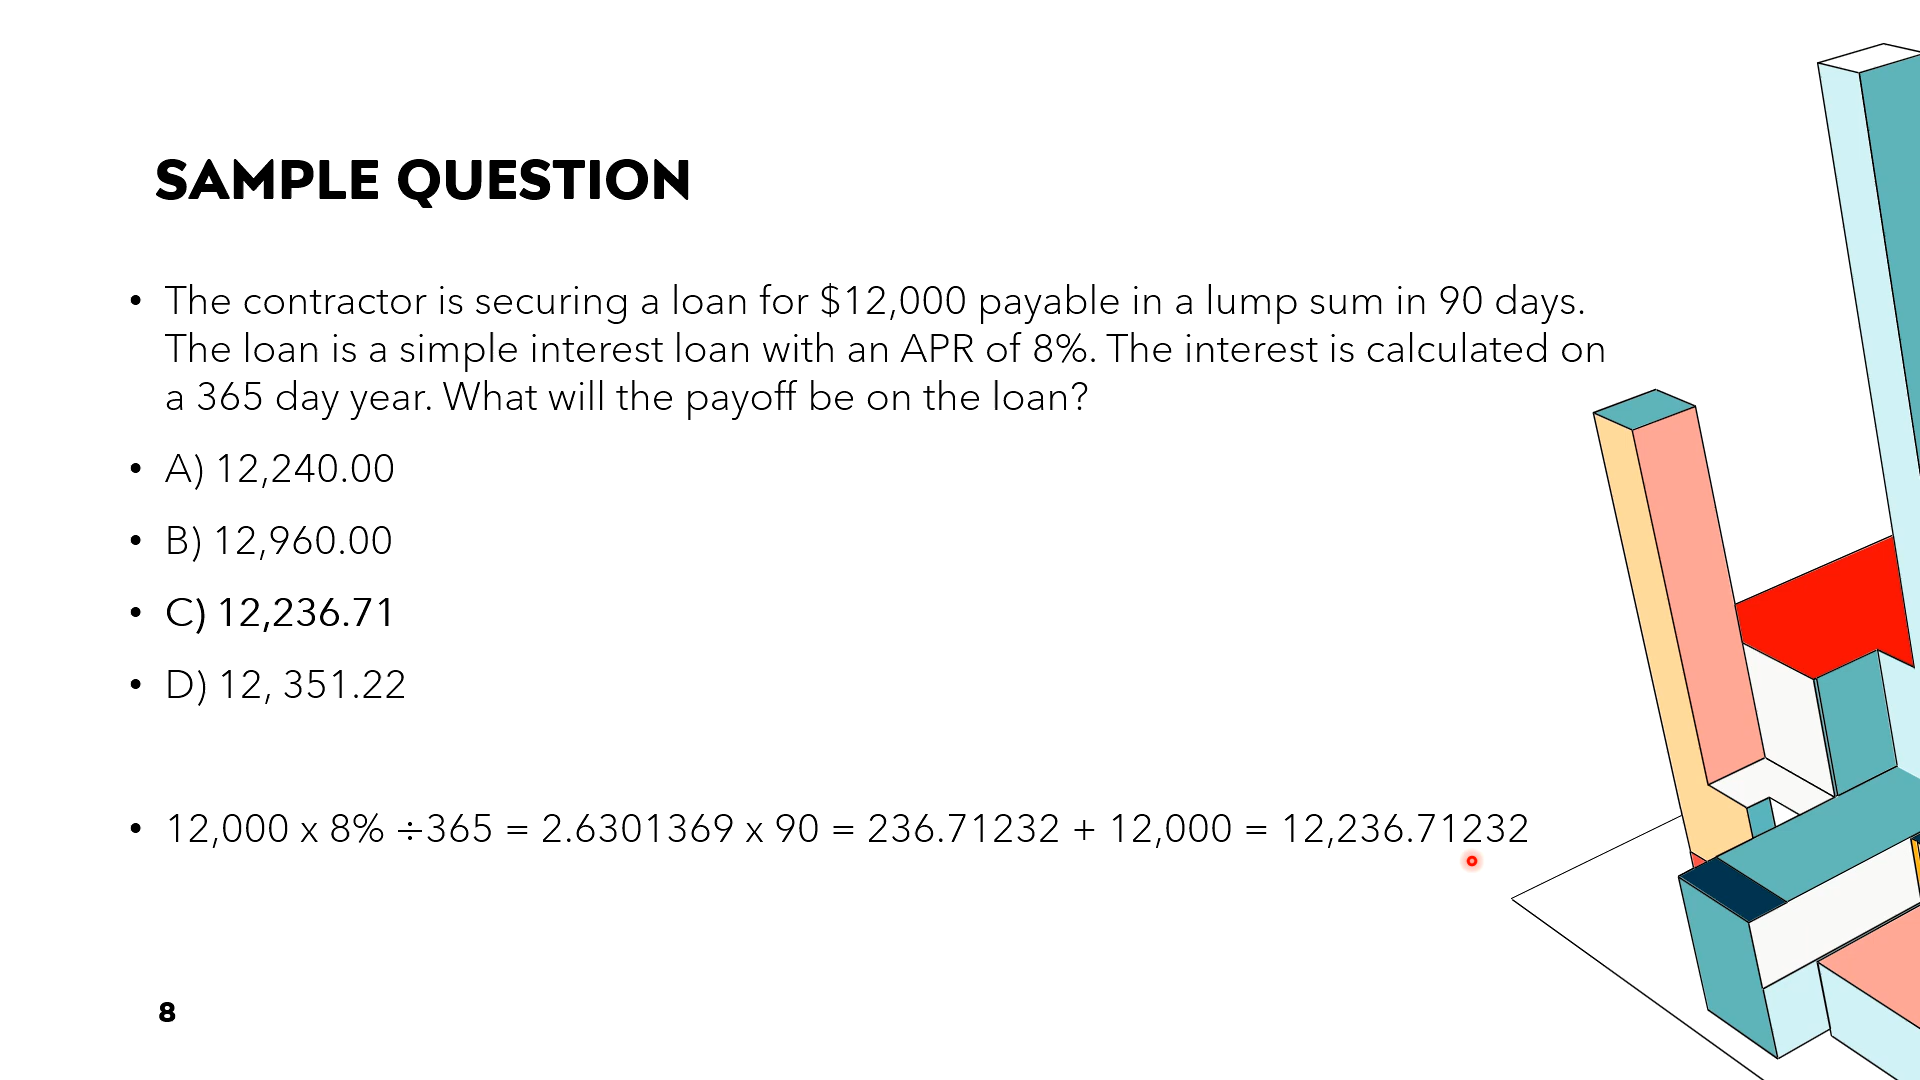 SAMPLE QUESTION
• The contractor is securing a loan for $12,000 payable in a lump sum in 90 days.
The loan is a simple interest loan with an APR of 8%. The interest is calculated on
a 365 day year. What will the payoff be on the loan?
• A) 12,240.00
• B) 12,960.00
• C) 12,236.71
• D) 12, 351.22
• 12,000 x 8% ÷365 = 2.6301369 x 90 = 236.71232 + 12,000 = 12,236.71232
8